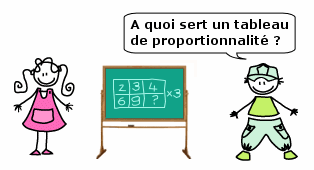 A quoi sert un tableau
de proportionnalité ?
2 3 4
6 9 ? x3